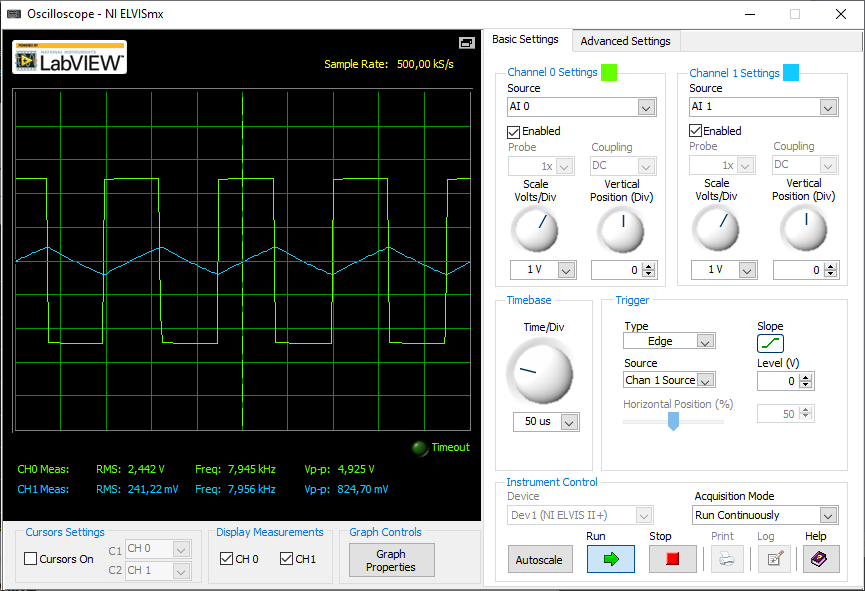 Oscilloscope - NI ELVISmx
POWERED BY
NATIONAL INSTRUMENTS
LabVIEW™
Sample Rate: 500,00 kS/s
Timeout
CH0 Meas: RMS: 2,442 V Freq: 7,945 kHz Vp-p: 4,925 V
CH1 Meas: RMS: 241,22 mV Freq: 7,956 kHz Vp-p: 824,70 mV
Cursors Settings
Cursors On
C1 CH 0
C2 CH 1
Display Measurements
CH 0 CH1
Graph Controls
Graph
Properties
Basic Settings Advanced Settings
Channel 0 Settings
Source
AI 0
Enabled
Probe Coupling
1x DC
Scale
Volts/Div
Vertical
Position (Div)
1 V 0
Channel 1 Settings
Source
AI 1
Enabled
Probe Coupling
1x DC
Scale
Volts/Div
Vertical
Position (Div)
1 V 0
Timebase
Time/Div
50 us
Trigger
Type
Edge
Slope
Source
Chan 1 Source
Level (V)
0
Horizontal Position (%)
50
Instrument Control
Device
Dev1 (NI ELVIS II+)
Acquisition Mode
Run Continuously
Autoscale
Run Stop Print Log Help